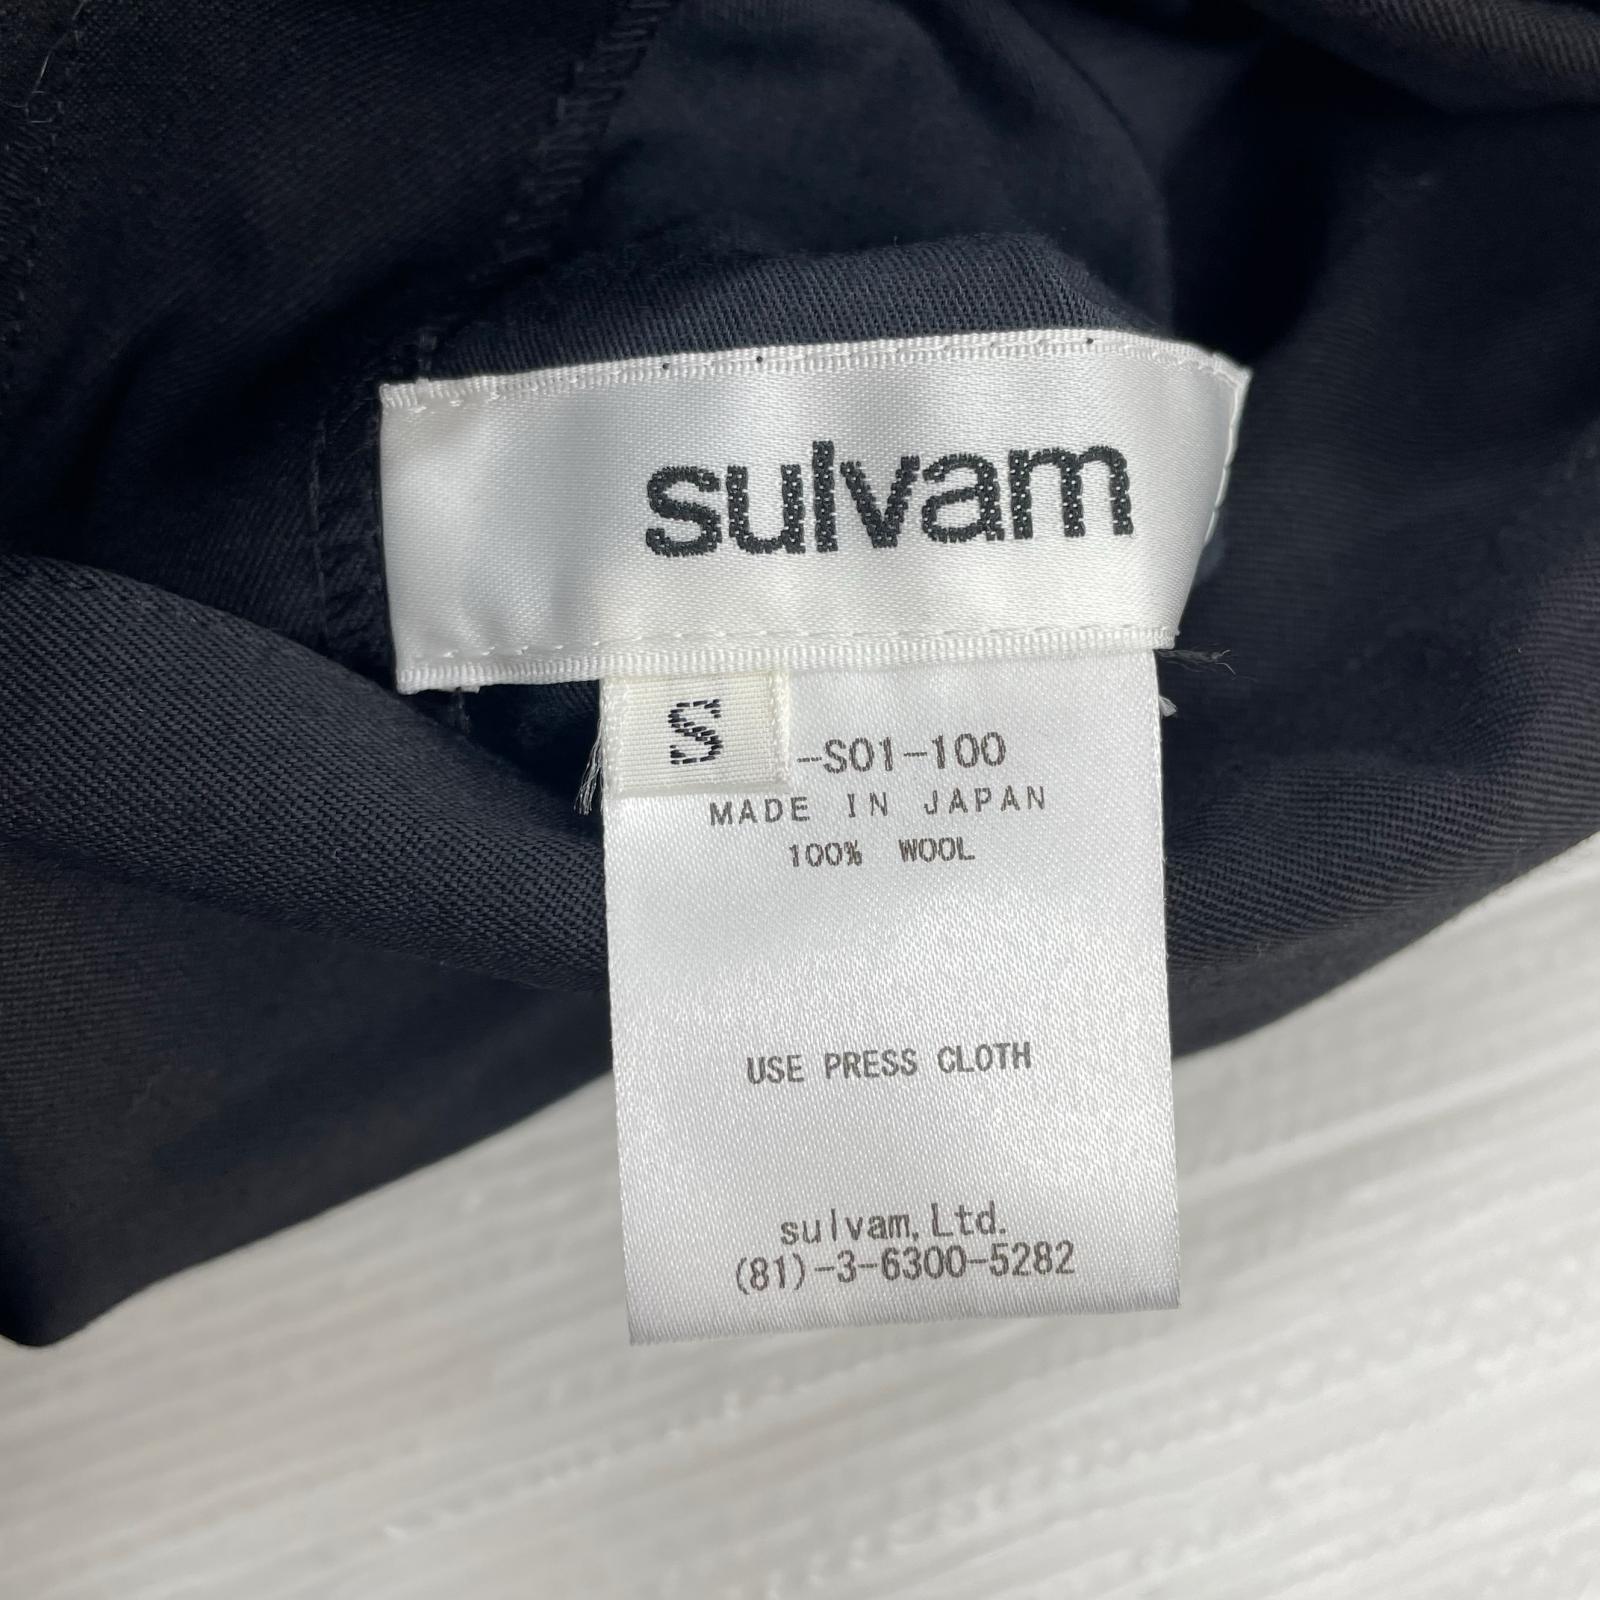 sulvam
S
-S01-100
MADE IN JAPAN
100% WOOL
USE PRESS CLOTH
sulvam, Ltd.
(81)-3-6300-5282